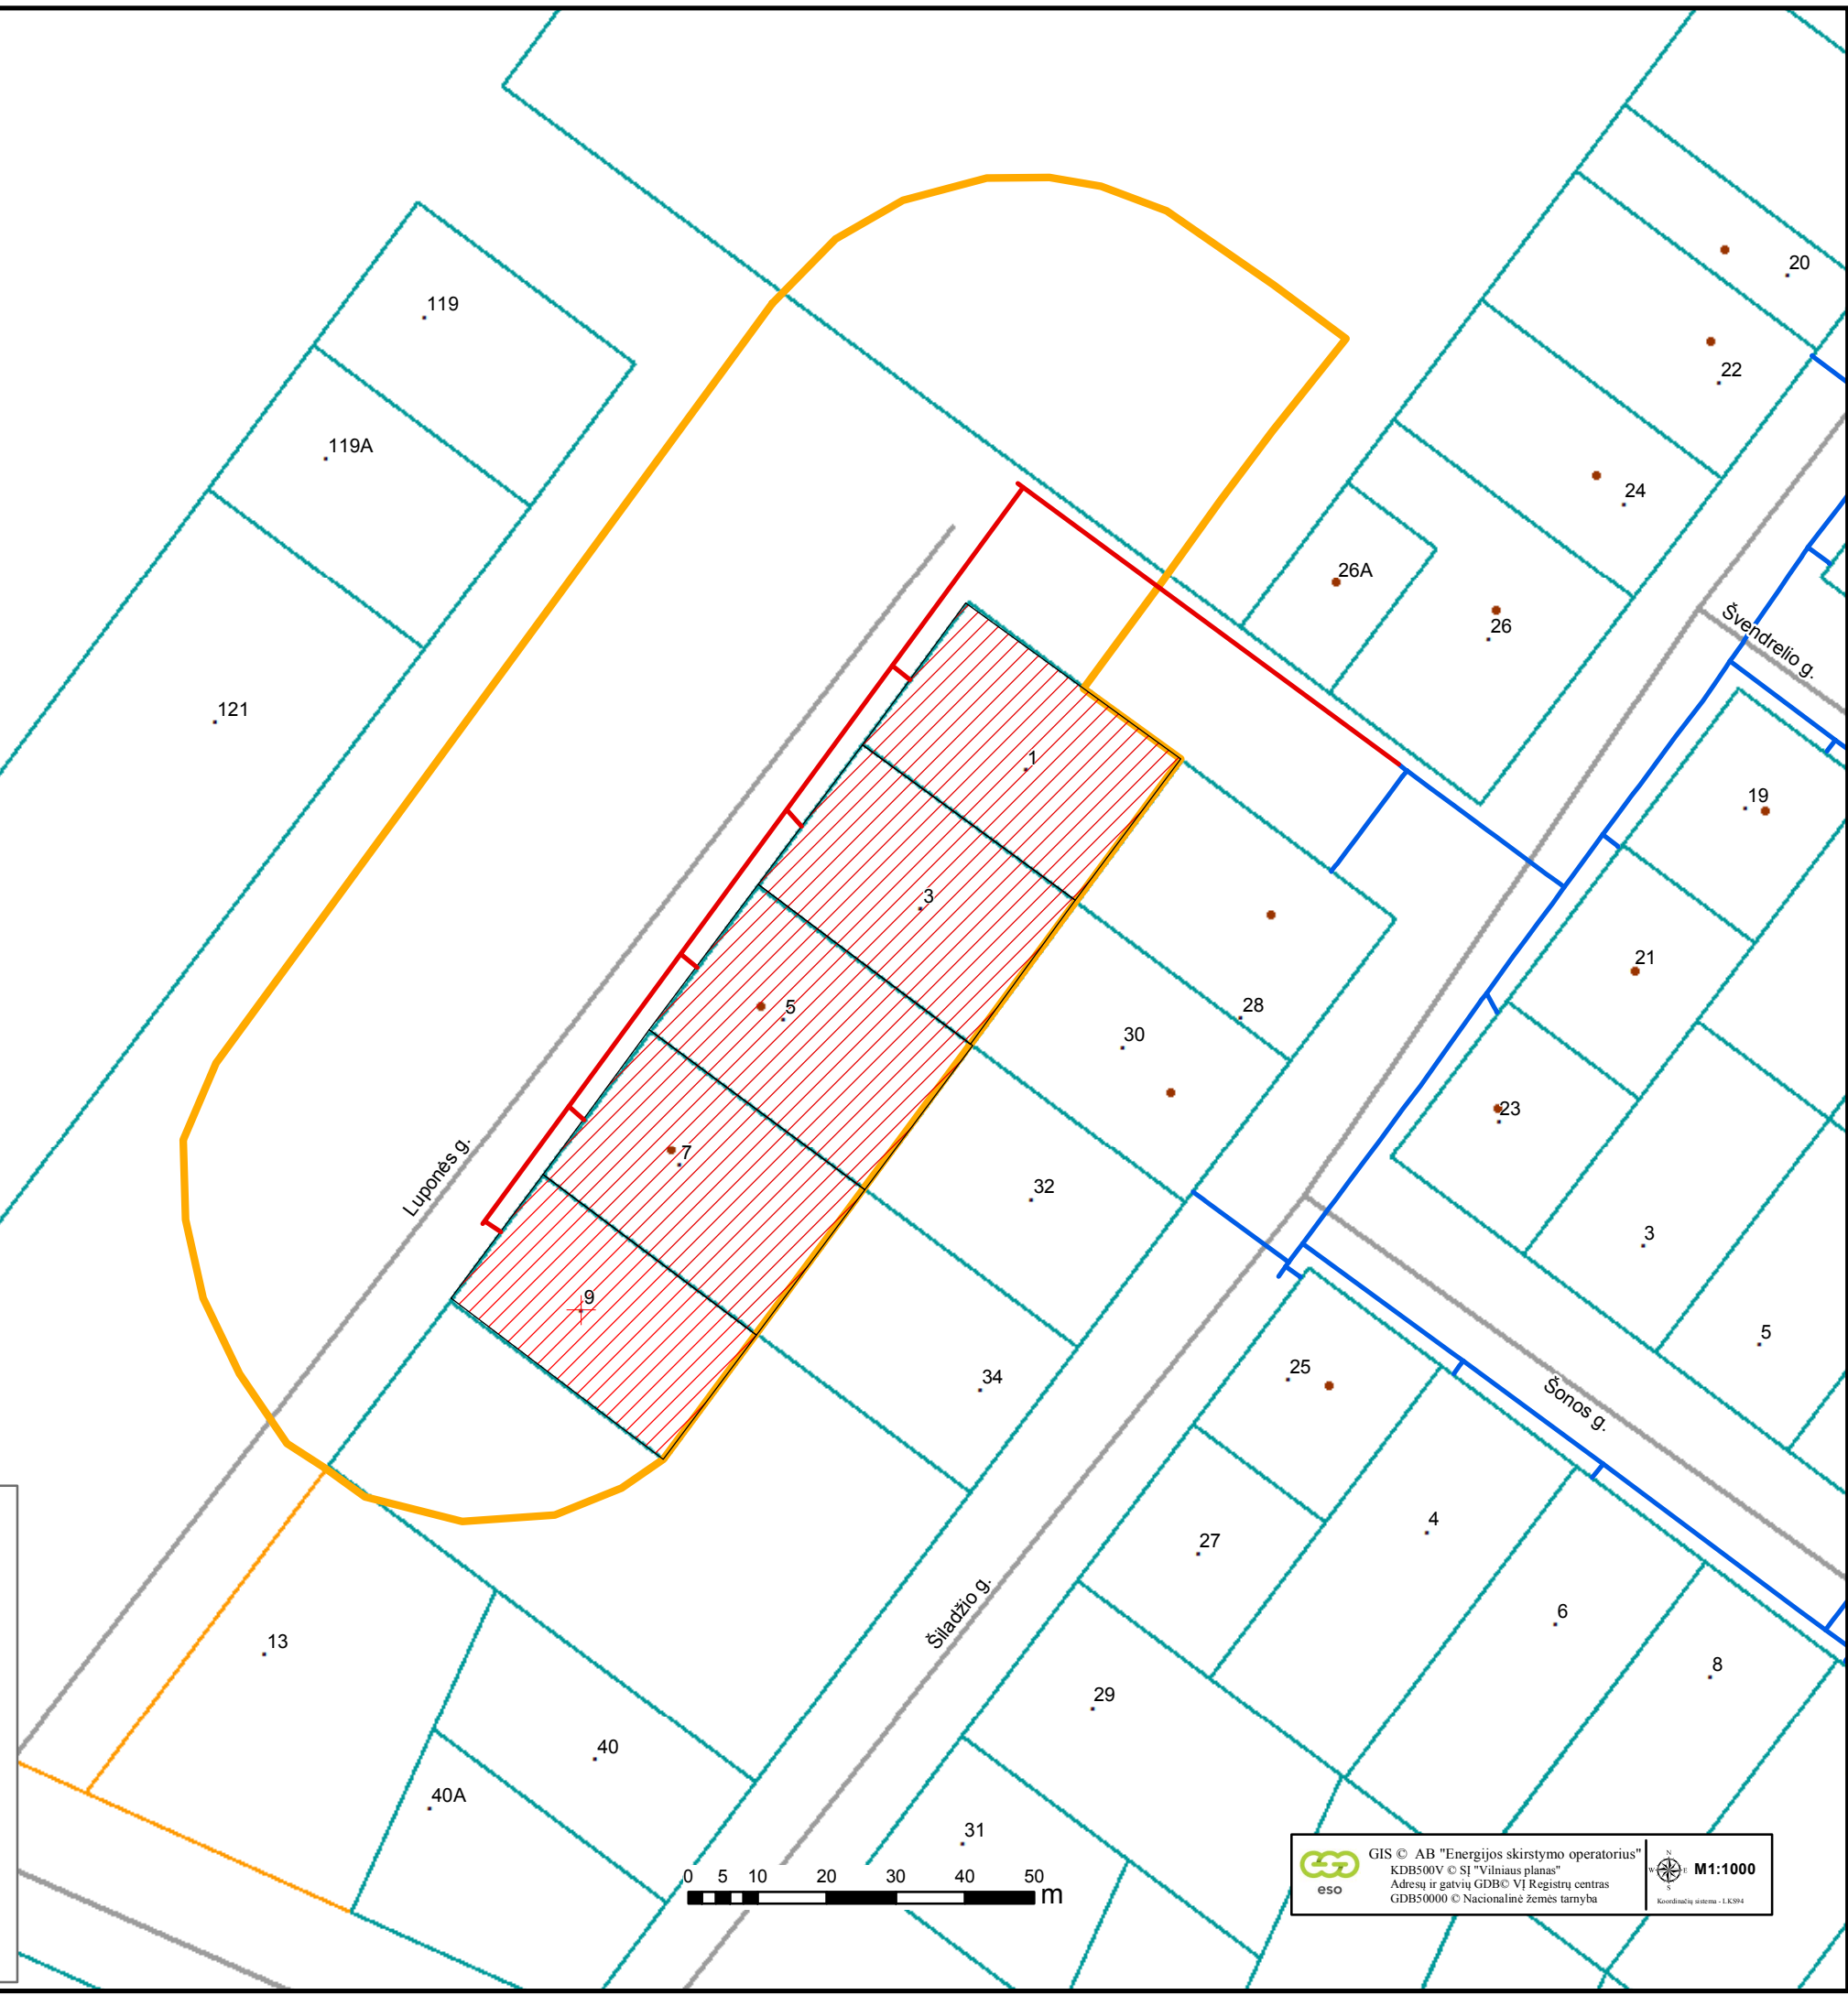 20
119
22
119A
24
26A
26
Švendrelio g.
121
1
19
3
21
5
28
30
23
7
Luponės g.
32
3
9
5
25
34
Šonos g.
4
27
Šiladžio g.
6
13
8
29
40
40A
31
0 5 10 20 30 40 50 m
GIS © AB "Energijos skirstymo operatorius"
KDB500V © SĮ "Vilniaus planas"
Adresų ir gatvių GDB© VĮ Registrų centras
GDB50000 © Nacionalinė žemės tarnyba
eso
N
W E
S
M1:1000
Koordinačių sistema - LKS94